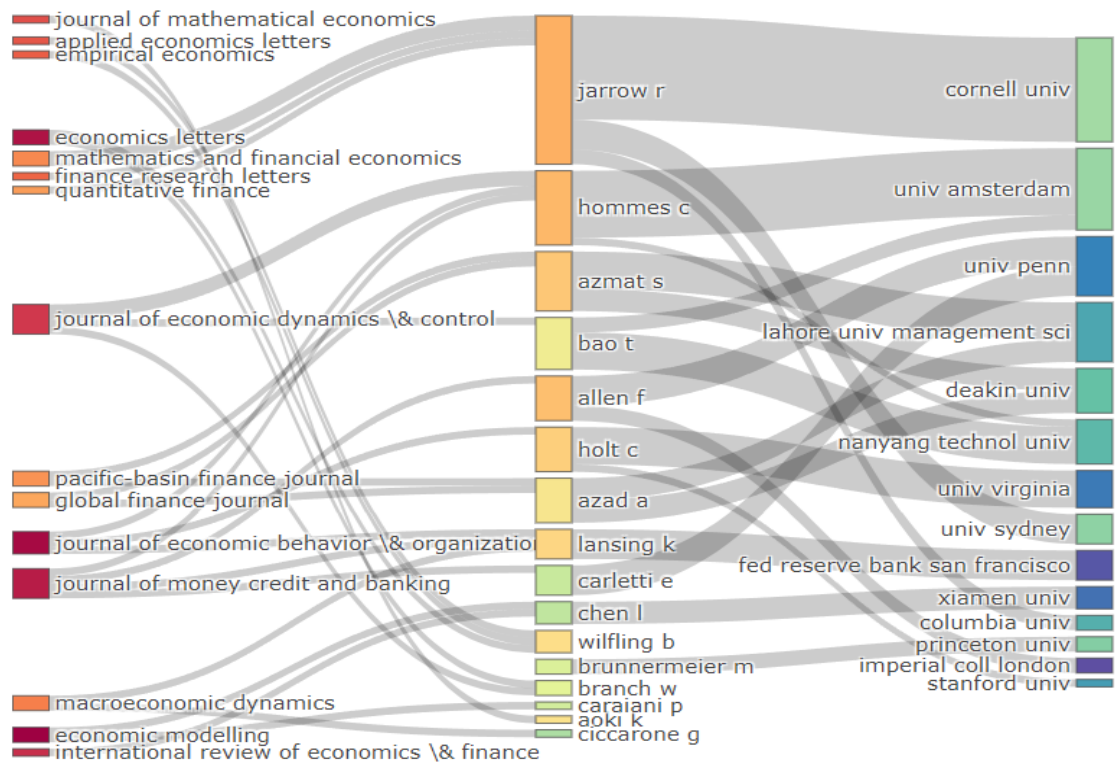 journal of mathematical economics
applied economics letters
empirical economics
economics letters
mathematics and financial economics
finance research letters
quantitative finance
journal of economic dynamics \& control
pacific-basin finance journal
global finance journal
journal of economic behavior \& organizatio
journal of money credit and banking
macroeconomic dynamics
economic modelling
international review of economics \& finance
jarrow r
hommes c
azmat s
bao t
allen f
holt c
azad a
lansing k
carletti e
chen l
wilfling b
brunnermeier m
branch w
caraiani p
aoki k
ciccarone g
cornell univ
univ amsterdam
univ penn
lahore univ management sci
deakin univ
nanyang technol univ
univ virginia
univ sydney
fed reserve bank san francisco
xiamen univ
columbia univ
princeton univ
imperial coll london
stanford univ